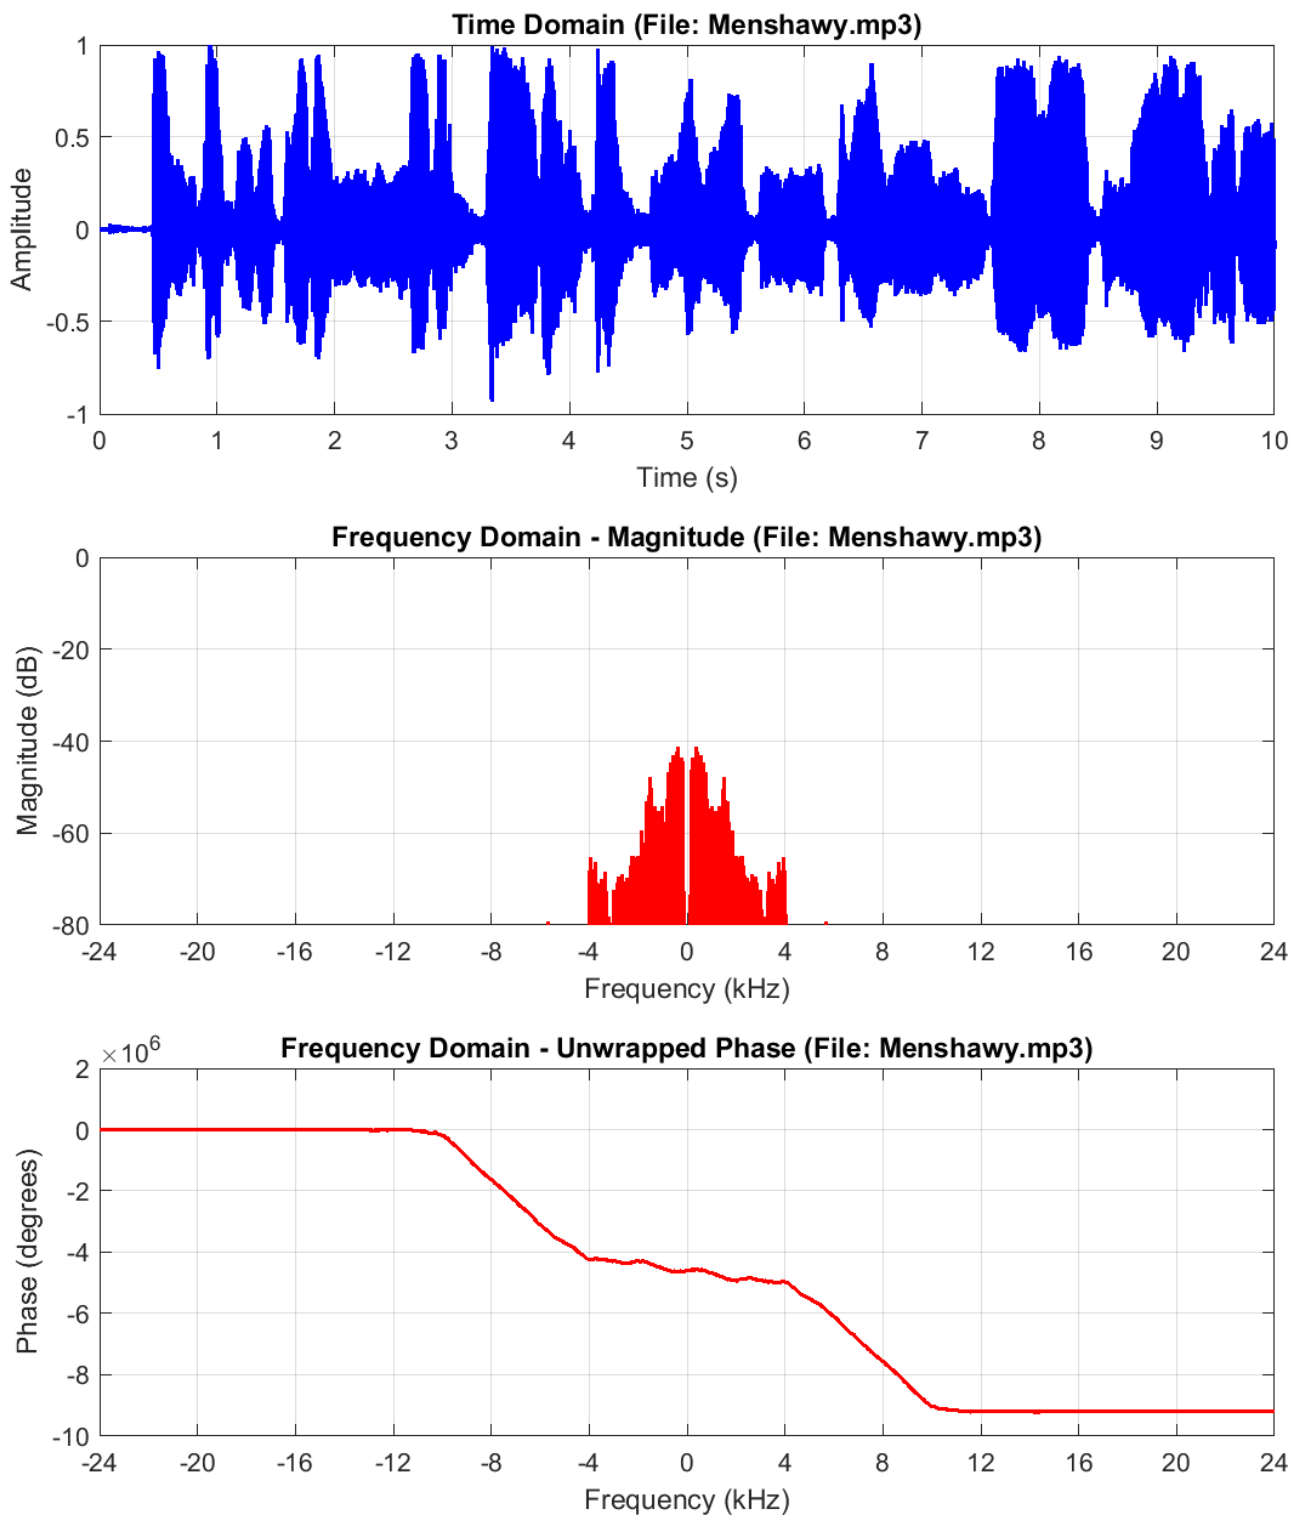 Time Domain (File: Menshawy.mp3)
1
0.5
0
-0.5
-1
Amplitude
0 1 2 3 4 5 6 7 8 9 10
Time (s)
Frequency Domain - Magnitude (File: Menshawy.mp3)
0
-20
-40
-60
-80
Magnitude (dB)
-24 -20 -16 -12 -8 -4 0 4 8 12 16 20 24
Frequency (kHz)
×10^6
Frequency Domain - Unwrapped Phase (File: Menshawy.mp3)
2
0
-2
-4
-6
-8
-10
Phase (degrees)
-24 -20 -16 -12 -8 -4 0 4 8 12 16 20 24
Frequency (kHz)